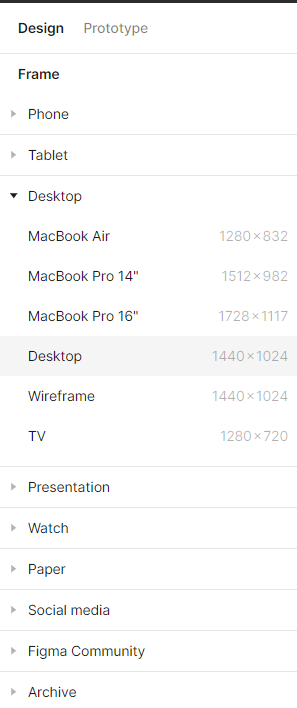 Design Prototype
Frame
Phone
Tablet
Desktop
MacBook Air 1280×832
MacBook Pro 14" 1512×982
MacBook Pro 16" 1728×1117
Desktop 1440×1024
Wireframe 1440×1024
TV 1280×720
Presentation
Watch
Paper
Social media
Figma Community
Archive